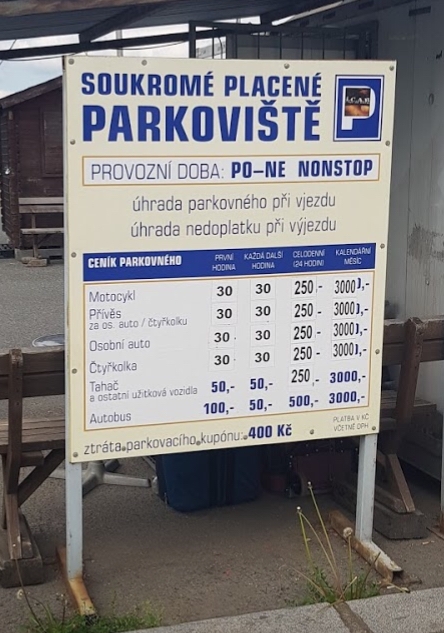 SOUKROMÉ PLACENÉ
PARKOVIŠTĚ
P
PROVOZNÍ DOBA: PO–NE NONSTOP
úhrada parkovného při vjezdu
úhrada nedoplatku při výjezdu
CENÍK PARKOVNÉHO PRVNÍ HODINA KAŽDÁ DALŠÍ HODINA CELODENNÍ (24 HODIN) KALENDÁŘNÍ MĚSÍC
Motocykl 30 30 250,- 3000,-
Přívěs za os. auto / čtyřkolku 30 30 250,- 3000,-
Osobní auto 30 30 250,- 3000,-
Čtyřkolka 30 30 250,- 3000,-
Tahač a ostatní užitková vozidla 50,- 50,- 250,- 3000,-
Autobus 100,- 50,- 500,- 3000,-
ztráta parkovacího kupónu: 400 Kč
PLATBA V KČ
VČETNĚ DPH